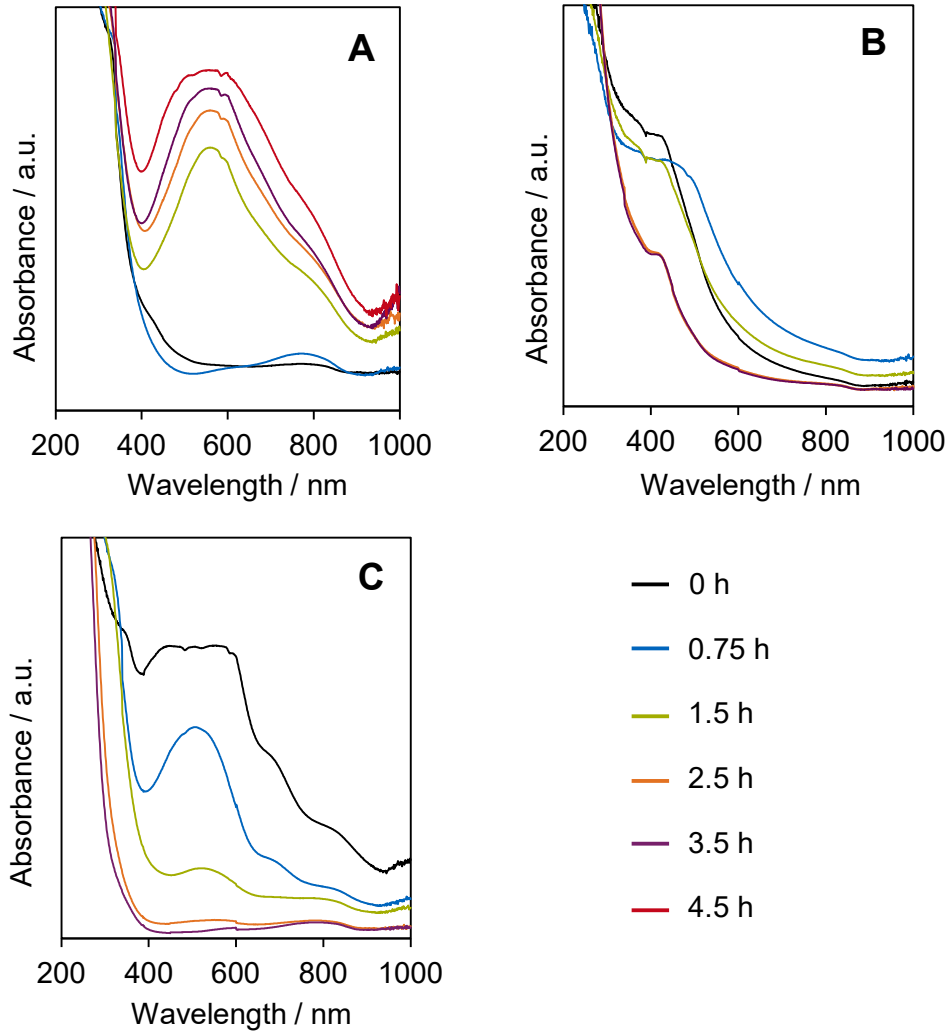 A
Absorbance / a.u.
200 400 600 800 1000
Wavelength / nm
B
Absorbance / a.u.
200 400 600 800 1000
Wavelength / nm
C
Absorbance / a.u.
200 400 600 800 1000
Wavelength / nm
0 h
0.75 h
1.5 h
2.5 h
3.5 h
4.5 h